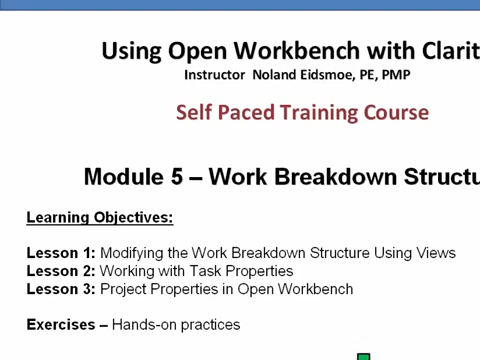 Using Open Workbench with Clarit
Instructor Noland Eidsmoe, PE, PMP
Self Paced Training Course
Module 5 – Work Breakdown Structu
Learning Objectives:
Lesson 1: Modifying the Work Breakdown Structure Using Views
Lesson 2: Working with Task Properties
Lesson 3: Project Properties in Open Workbench
Exercises – Hands-on practices